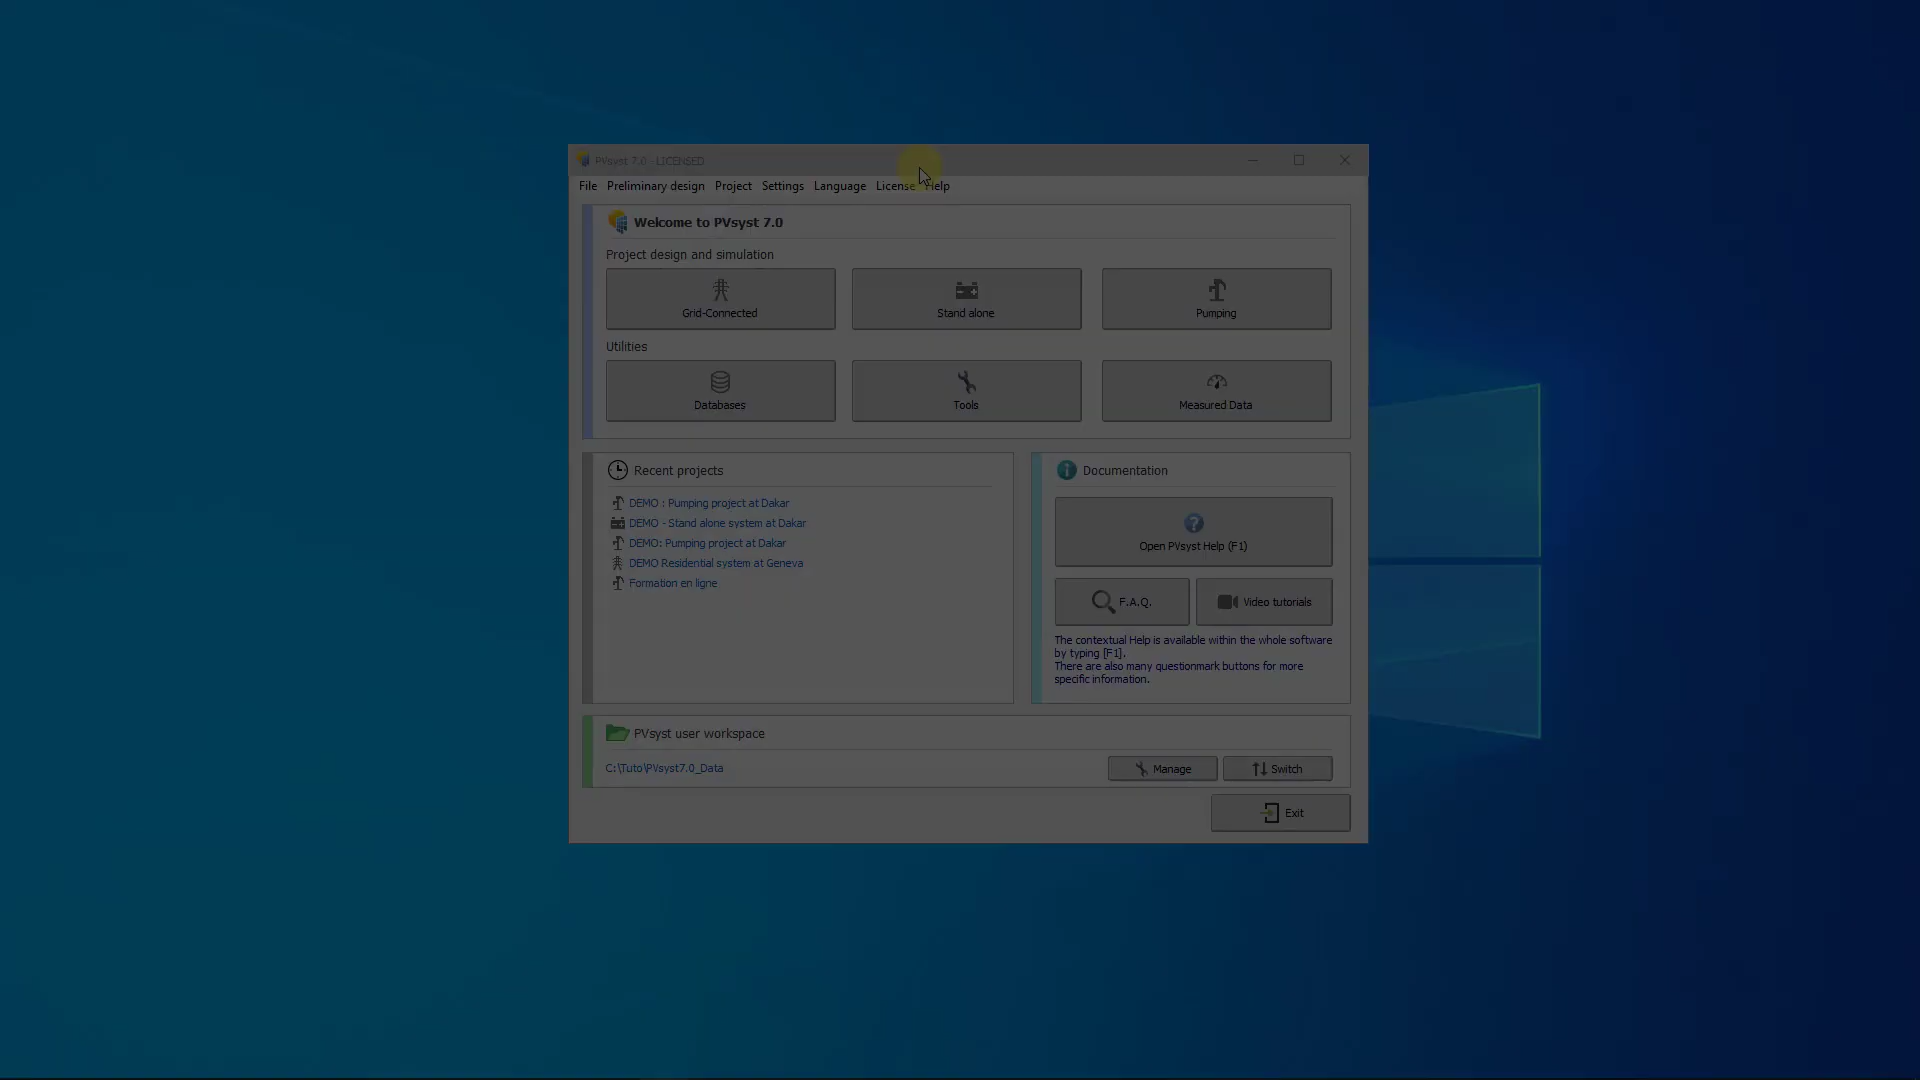 PVsyst 7.0 - LICENSED
File Preliminary design Project Settings Language License Help
Welcome to PVsyst 7.0
Project design and simulation
Grid-Connected
Stand alone
Pumping
Utilities
Databases
Tools
Measured Data
Recent projects
DEMO : Pumping project at Dakar
DEMO - Stand alone system at Dakar
DEMO: Pumping project at Dakar
DEMO Residential system at Geneva
Formation en ligne
Documentation
Open PVsyst Help (F1)
F.A.Q.
Video tutorials
The contextual Help is available within the whole software
by typing [F1].
There are also many questionmark buttons for more
specific information.
PVsyst user workspace
C:\Tuto\PVsyst7.0_Data
Manage
Switch
Exit